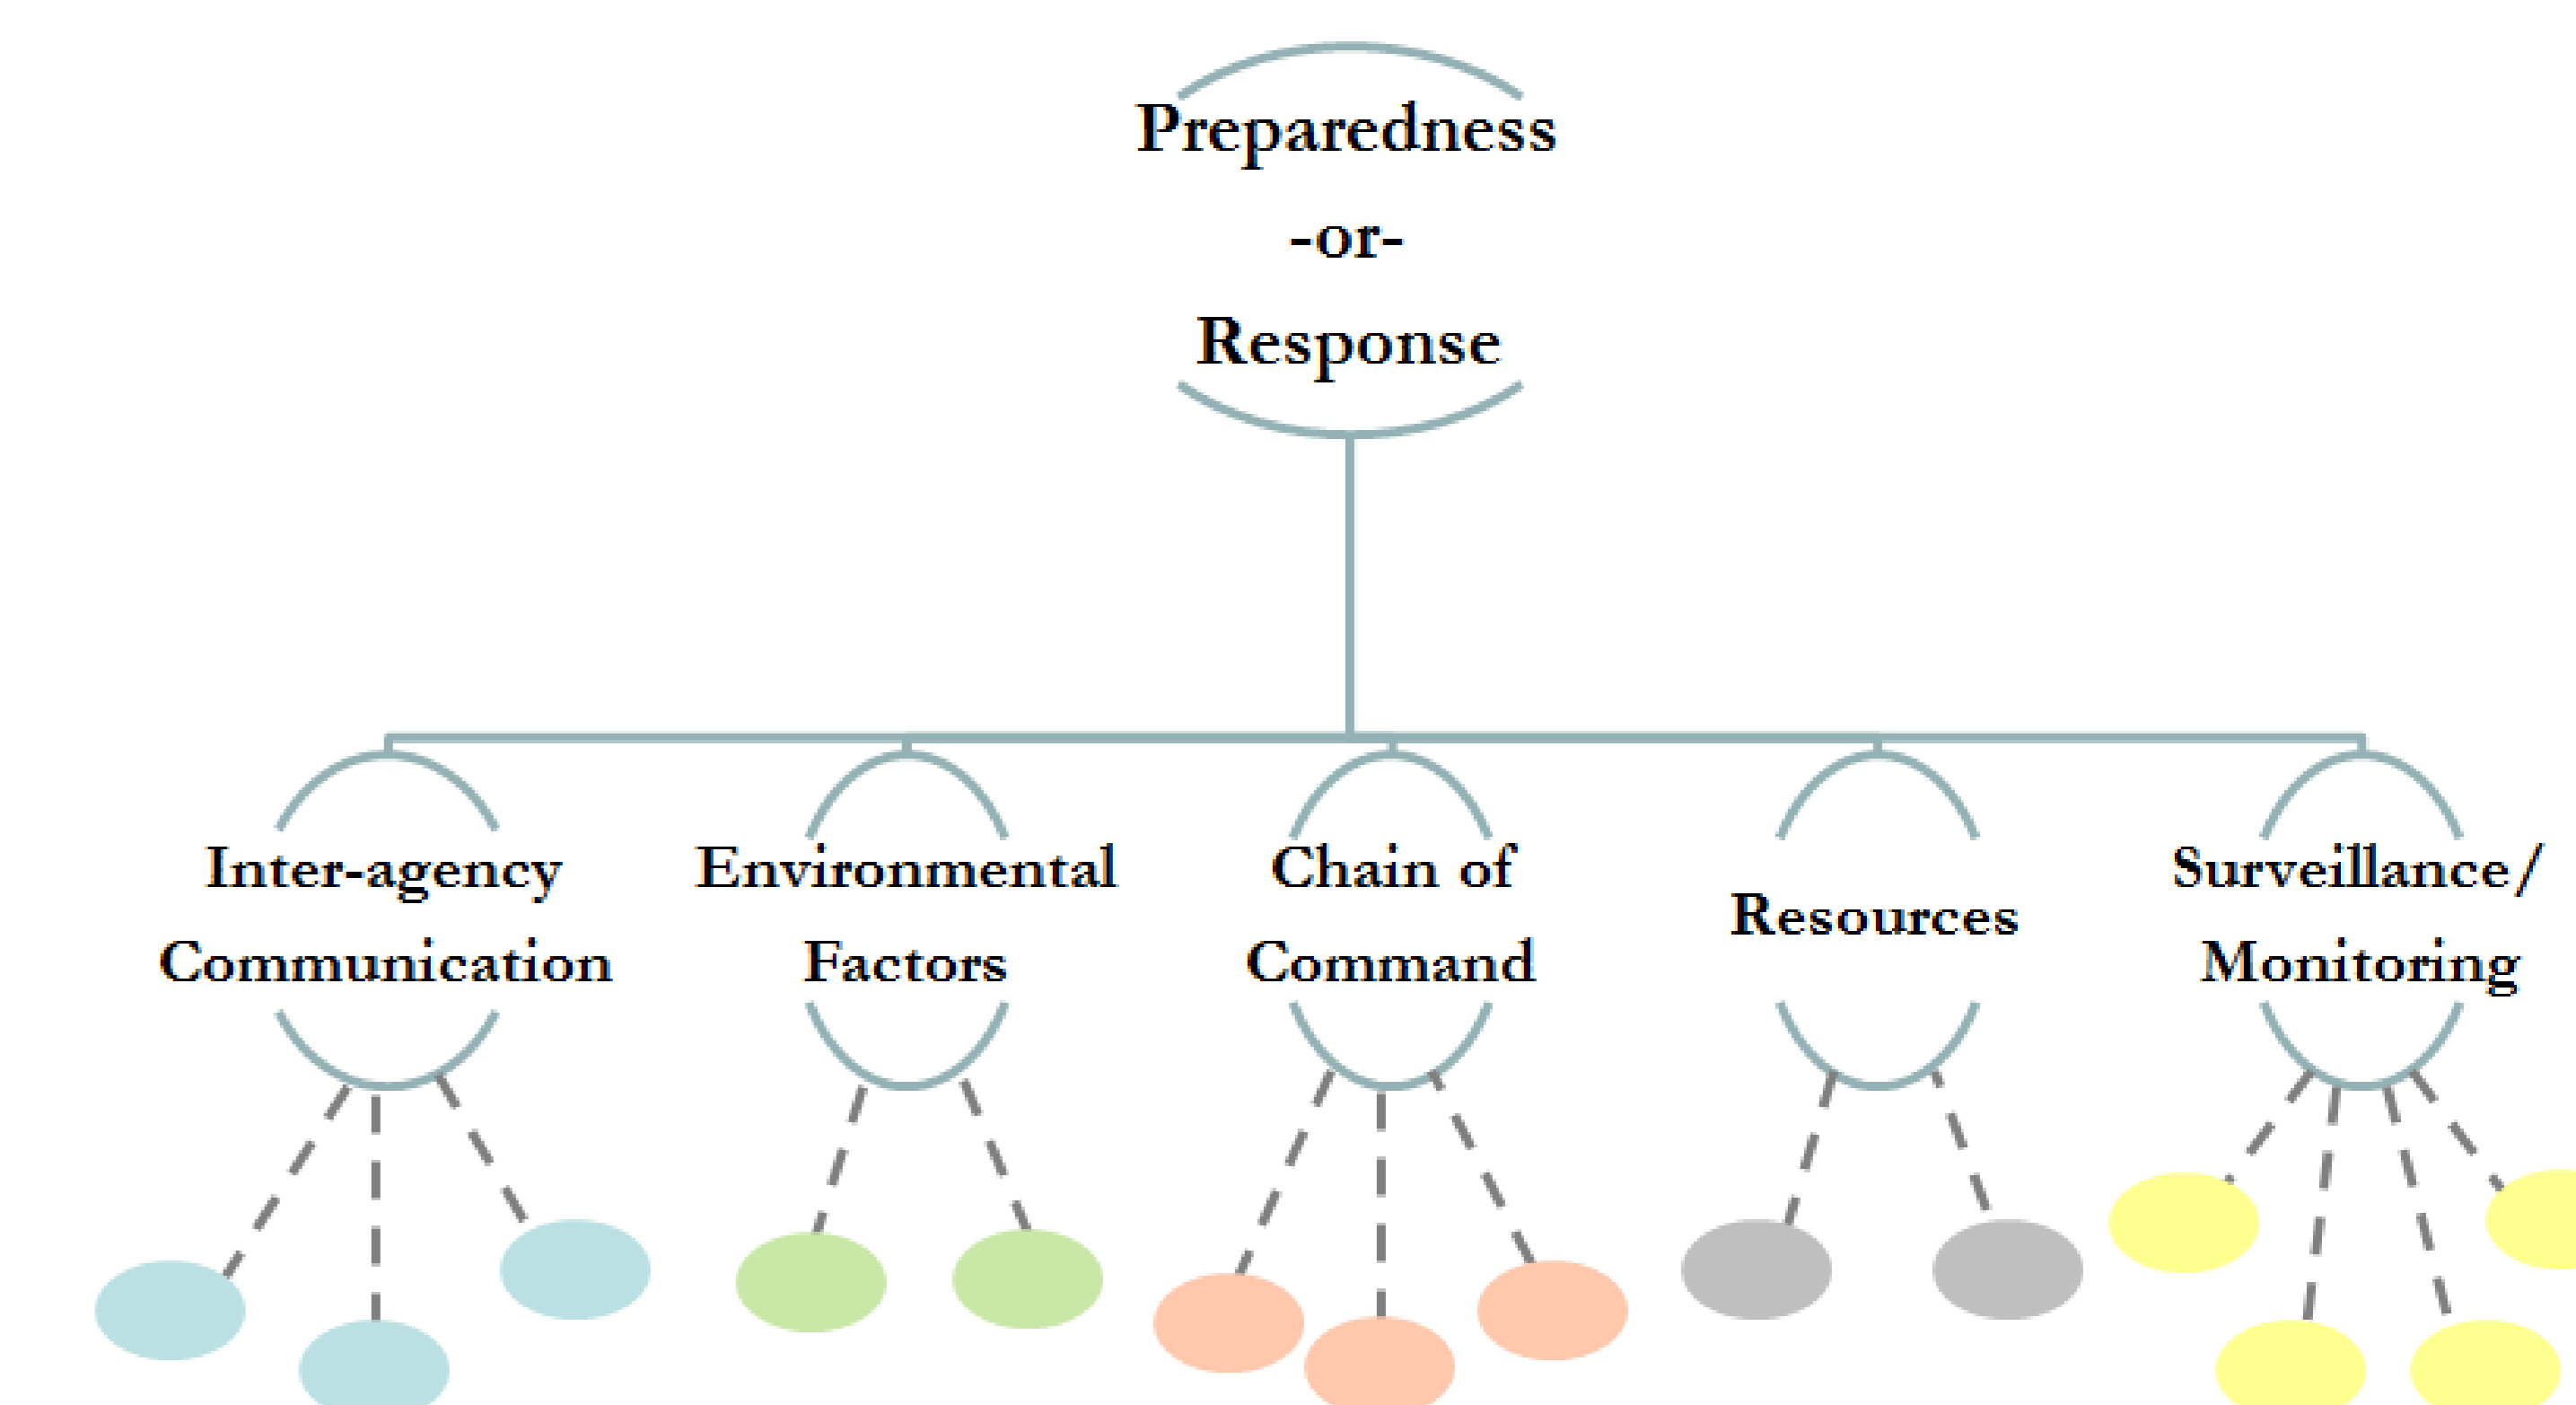 Preparedness
-or-
Response
Inter-agency
Communication
Environmental
Factors
Chain of
Command
Resources
Surveillance/
Monitoring